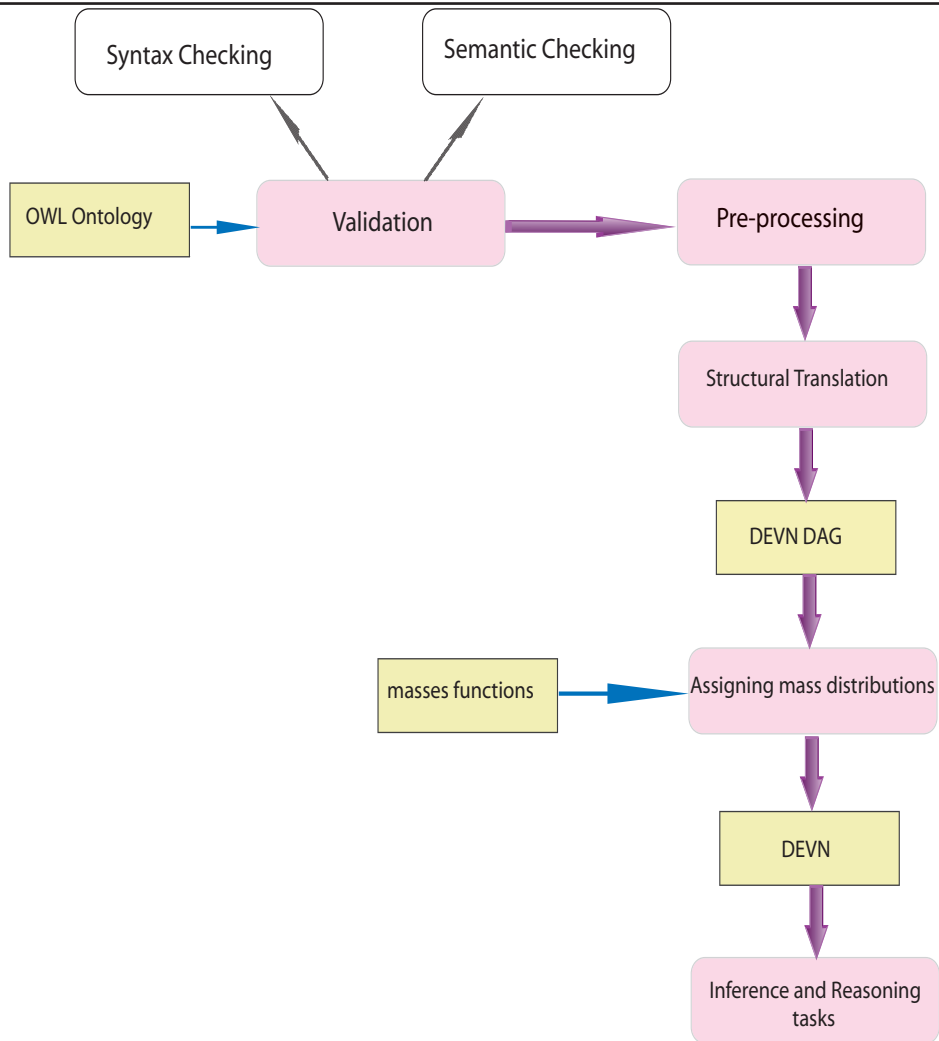 Syntax Checking
Semantic Checking
OWL Ontology
Validation
Pre-processing
Structural Translation
DEVN DAG
masses functions
Assigning mass distributions
DEVN
Inference and Reasoning
tasks